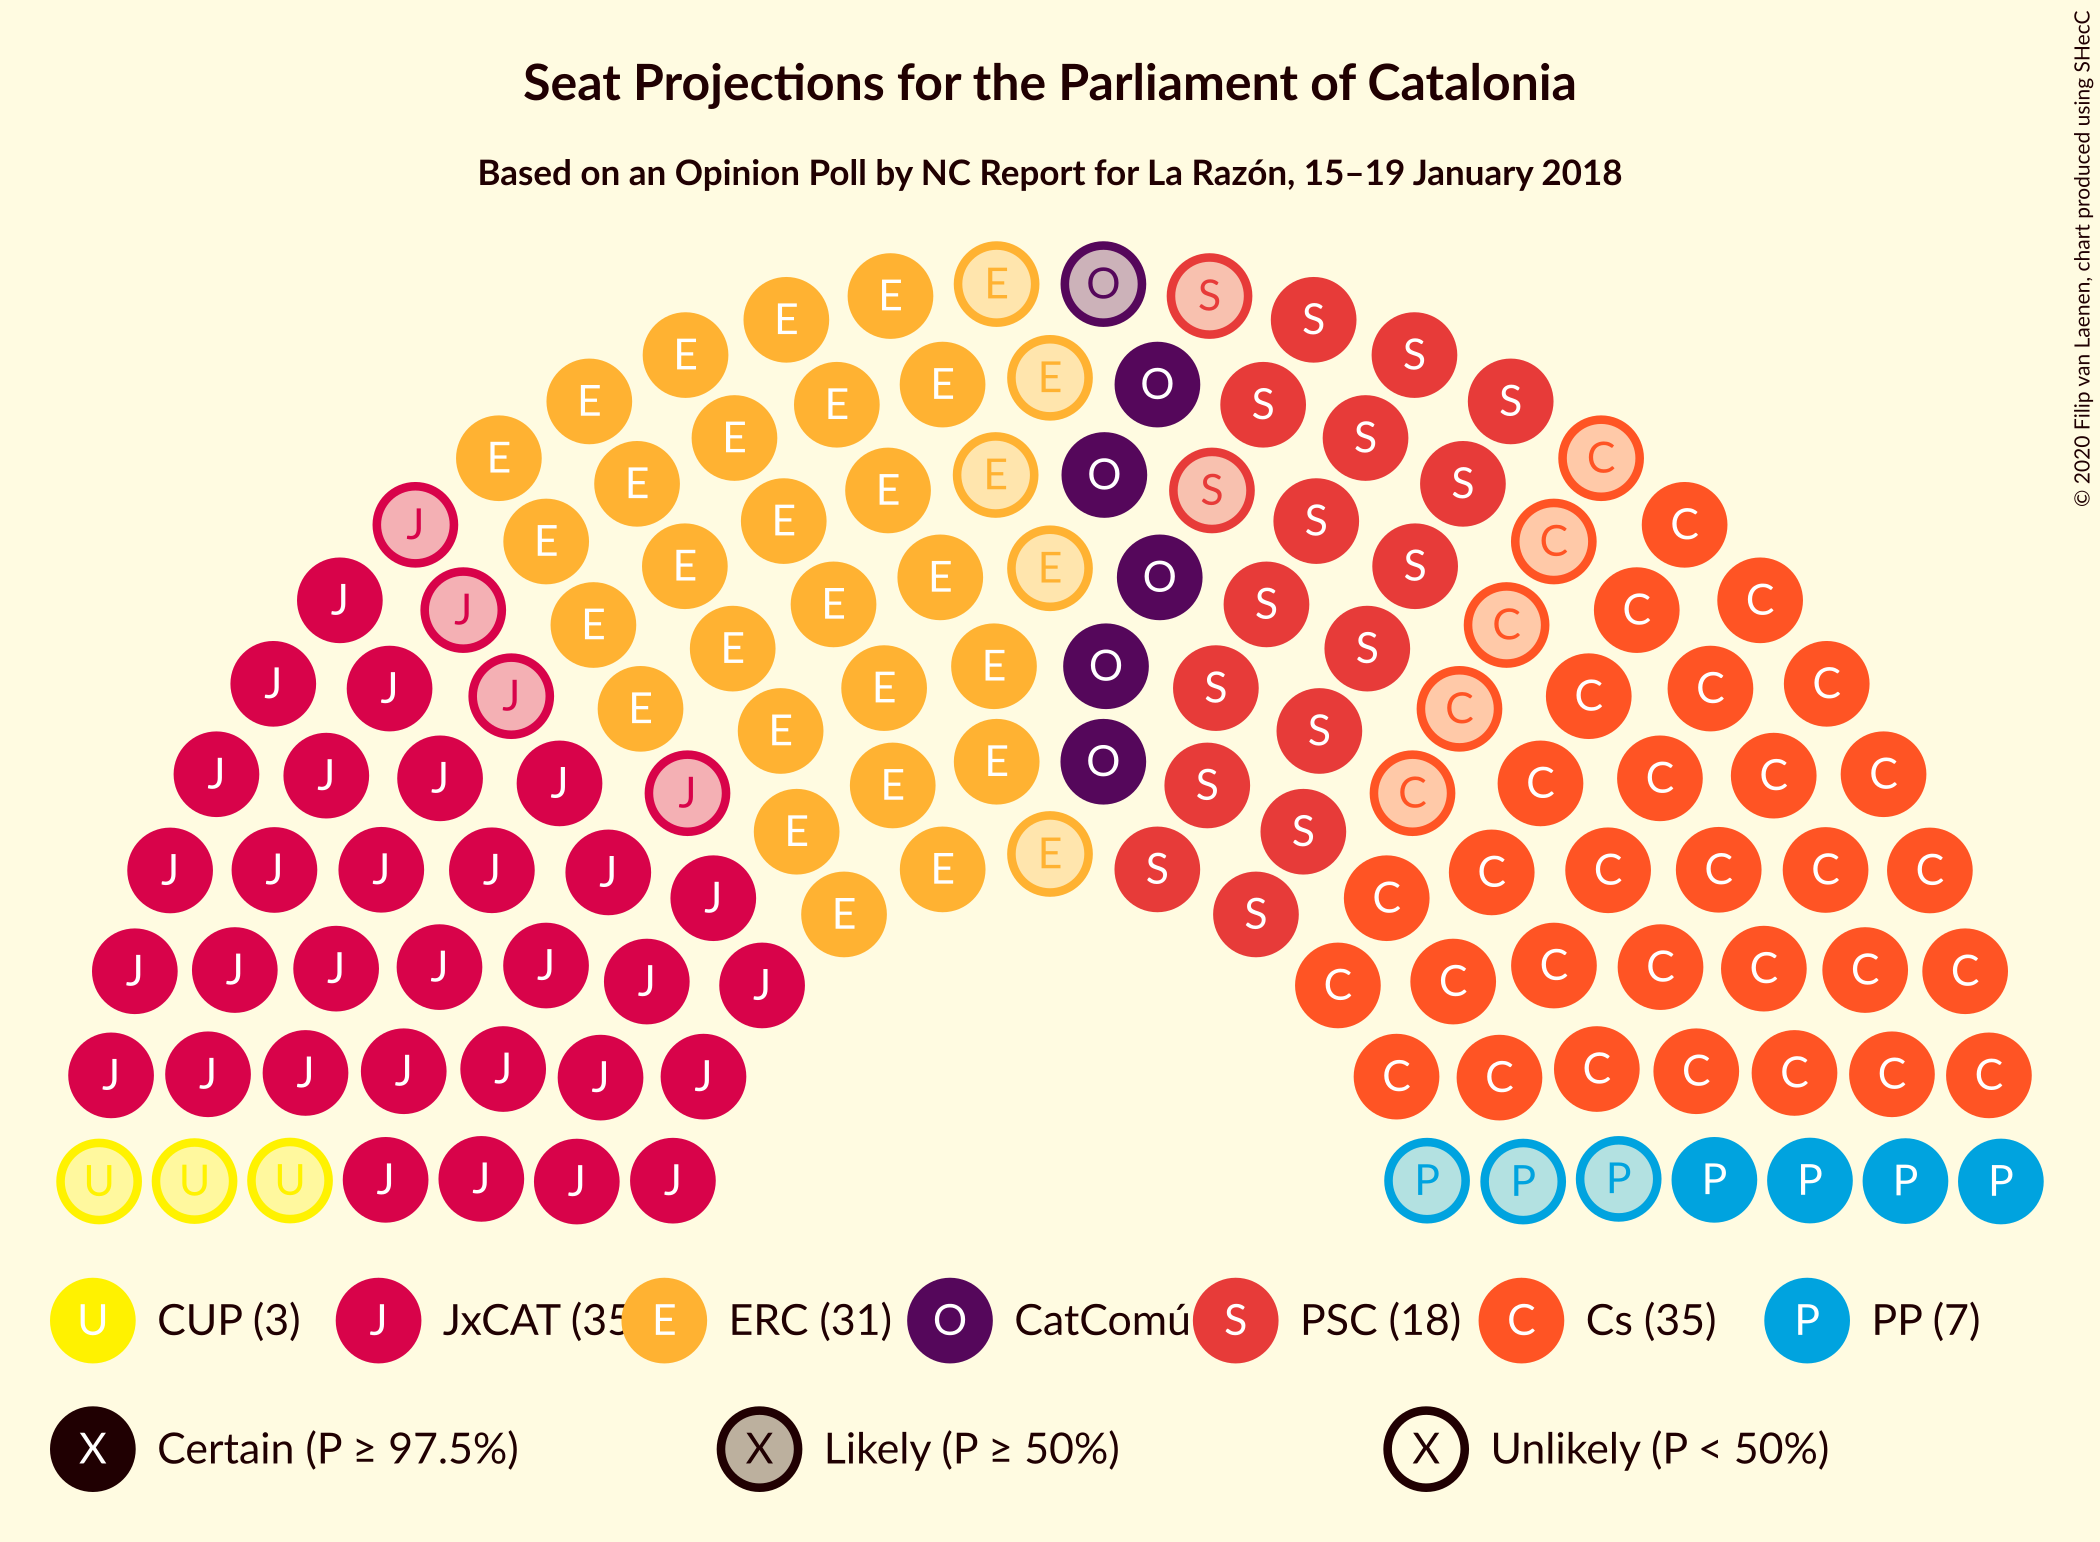 Seat Projections for the Parliament of Catalonia
Based on an Opinion Poll by NC Report for La Razón, 15–19 January 2018
© 2020 Filip van Laenen, chart produced using SHecC
E E O S
E E S S
E E E O S S
E E E S S
E E E O S C
E E E S S
J E E E O S C C
E E S S
J J E E E S C C C
E E O S
J J J E E S C C C C
J J J J J E E O S C C C C C
E S
J J J J J J E E E S S C C C C C C
E S
J J J J J J J C C C C C C C
J J J J J J J C C C C C C C
U U U J J J J P P P P P P P
U CUP (3) J JxCAT (35 E ERC (31) O CatComú S PSC (18) C Cs (35) P PP (7)
X Certain (P ≥ 97.5%) X Likely (P ≥ 50%) X Unlikely (P < 50%)